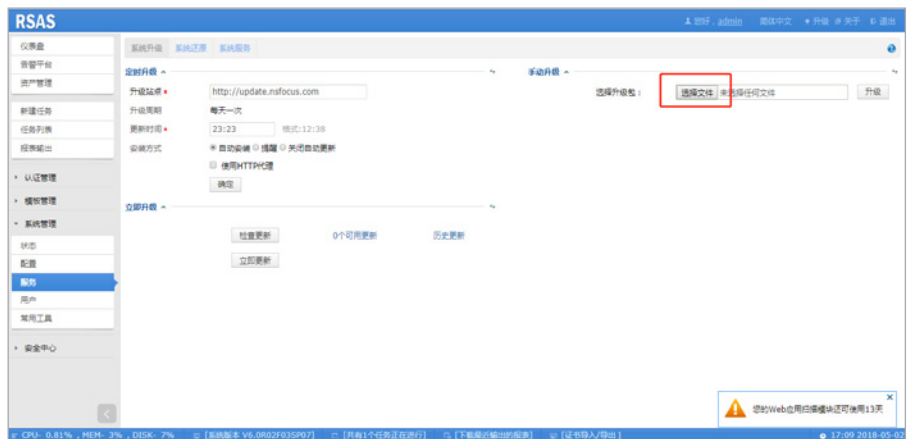 RSAS
您好，admin 简体中文 升级 关于 退出
仪表盘
告警平台
资产管理
新建任务
任务列表
报表输出
认证管理
模板管理
系统管理
状态
配置
服务
用户
常用工具
安全中心
系统升级 系统还原 系统服务
定时升级
升级站点 http://update.nsfocus.com
升级周期 每天一次
更新时间 23:23 格式:12:38
安装方式 自动安装 提醒 关闭自动更新
使用HTTP代理
确定
立即升级
检查更新 0个可用更新 历史更新
立即更新
手动升级
选择升级包： 选择文件 未选择任何文件 升级
您的Web应用扫描模块还可使用13天
CPU- 0.81% , MEM- 3% , DISK- 7% [系统版本 V6.0R02F03SP07] [共有1个任务正在进行] [下载最近输出的报表] [证书导入/导出] 17:09 2018-05-02